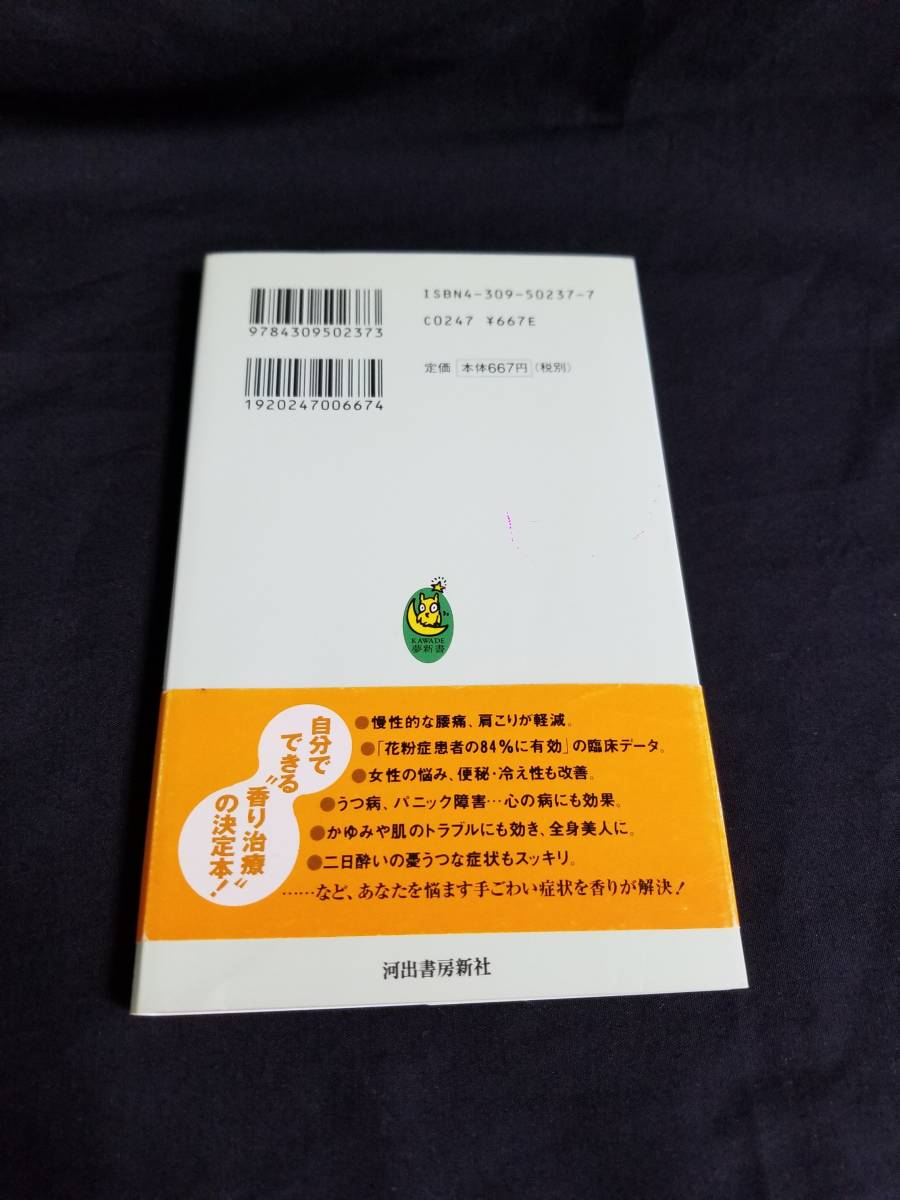 ISBN4-309-50237-7
9784309502373
C0247 ¥667E
定価 本体667円(税別)
1920247006674
KAWADE
夢新書
自分で
できる
"香り治療"
の決定本!
●慢性的な腰痛、肩こりが軽減。
●「花粉症患者の84%に有効」の臨床データ。
●女性の悩み、便秘・冷え性も改善。
●うつ病、パニック障害…心の病にも効果。
●かゆみや肌のトラブルにも効き、全身美人に。
●二日酔いの憂うつな症状もスッキリ。
……など、あなたを悩ます手ごわい症状を香りが解決!
河出書房新社